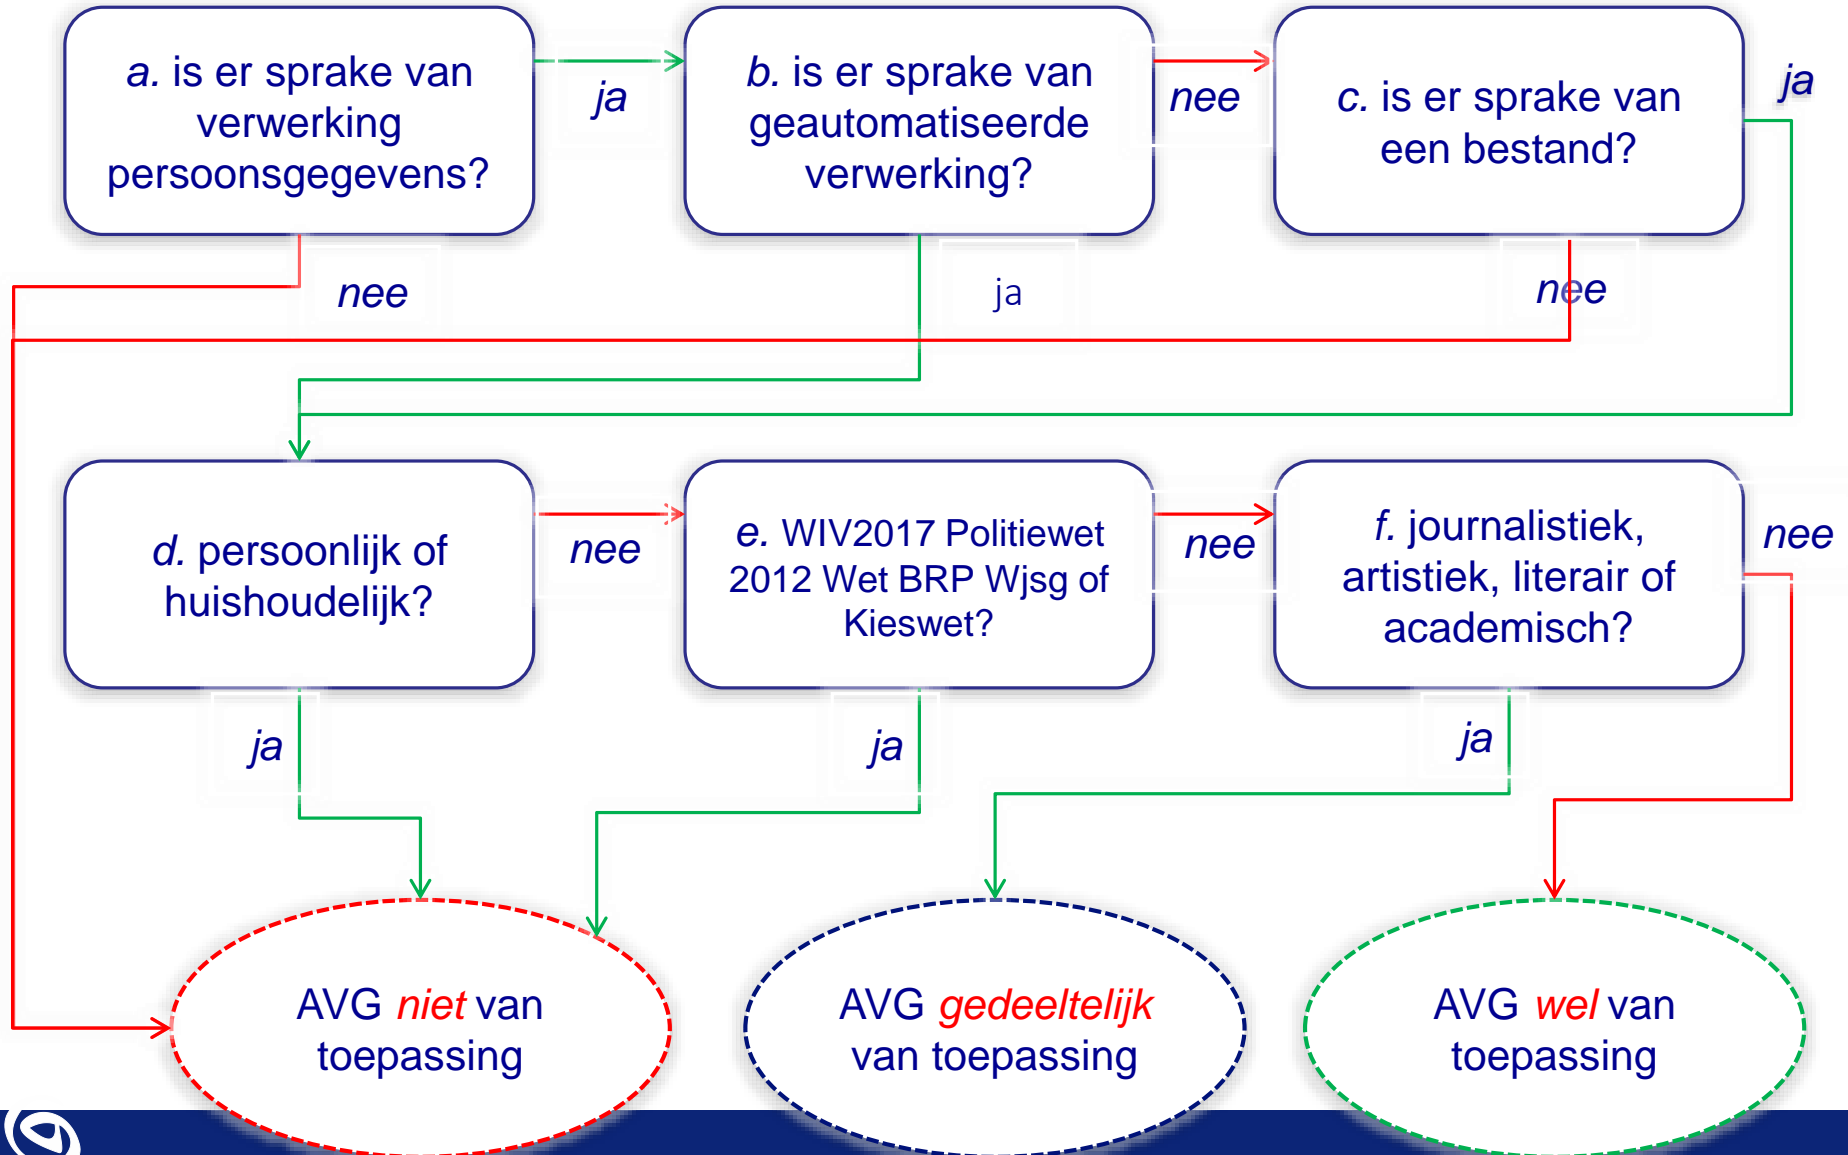 a. is er sprake van
verwerking
persoonsgegevens?
ja
b. is er sprake van
geautomatiseerde
verwerking?
nee
c. is er sprake van
een bestand?
ja
nee
ja
nee
d. persoonlijk of
huishoudelijk?
nee
e. WIV2017 Politiewet
2012 Wet BRP Wjsg of
Kieswet?
nee
f. journalistiek,
artistiek, literair of
academisch?
nee
ja
ja
ja
AVG niet van
toepassing
AVG gedeeltelijk
van toepassing
AVG wel van
toepassing